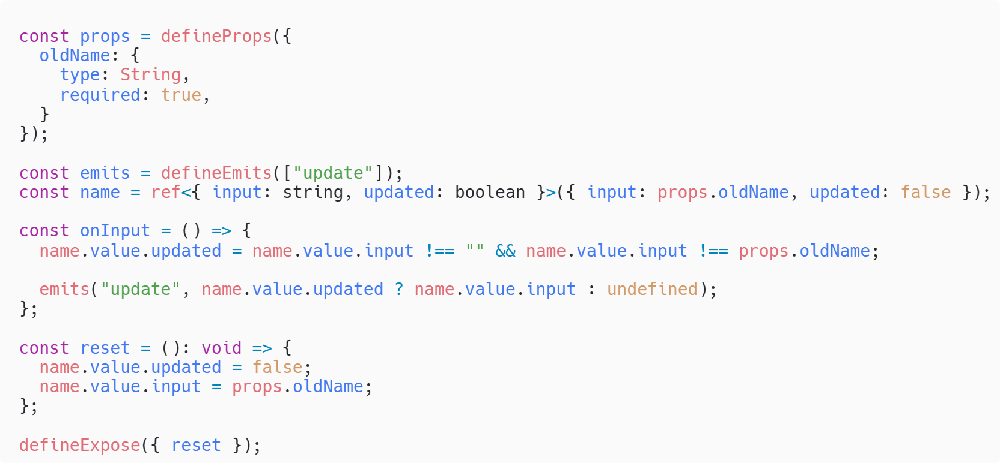 const props = defineProps({
  oldName: {
    type: String,
    required: true,
  }
});

const emits = defineEmits(["update"]);
const name = ref<{ input: string, updated: boolean }>({ input: props.oldName, updated: false });

const onInput = () => {
  name.value.updated = name.value.input !== "" && name.value.input !== props.oldName;

  emits("update", name.value.updated ? name.value.input : undefined);
};

const reset = (): void => {
  name.value.updated = false;
  name.value.input = props.oldName;
};

defineExpose({ reset });